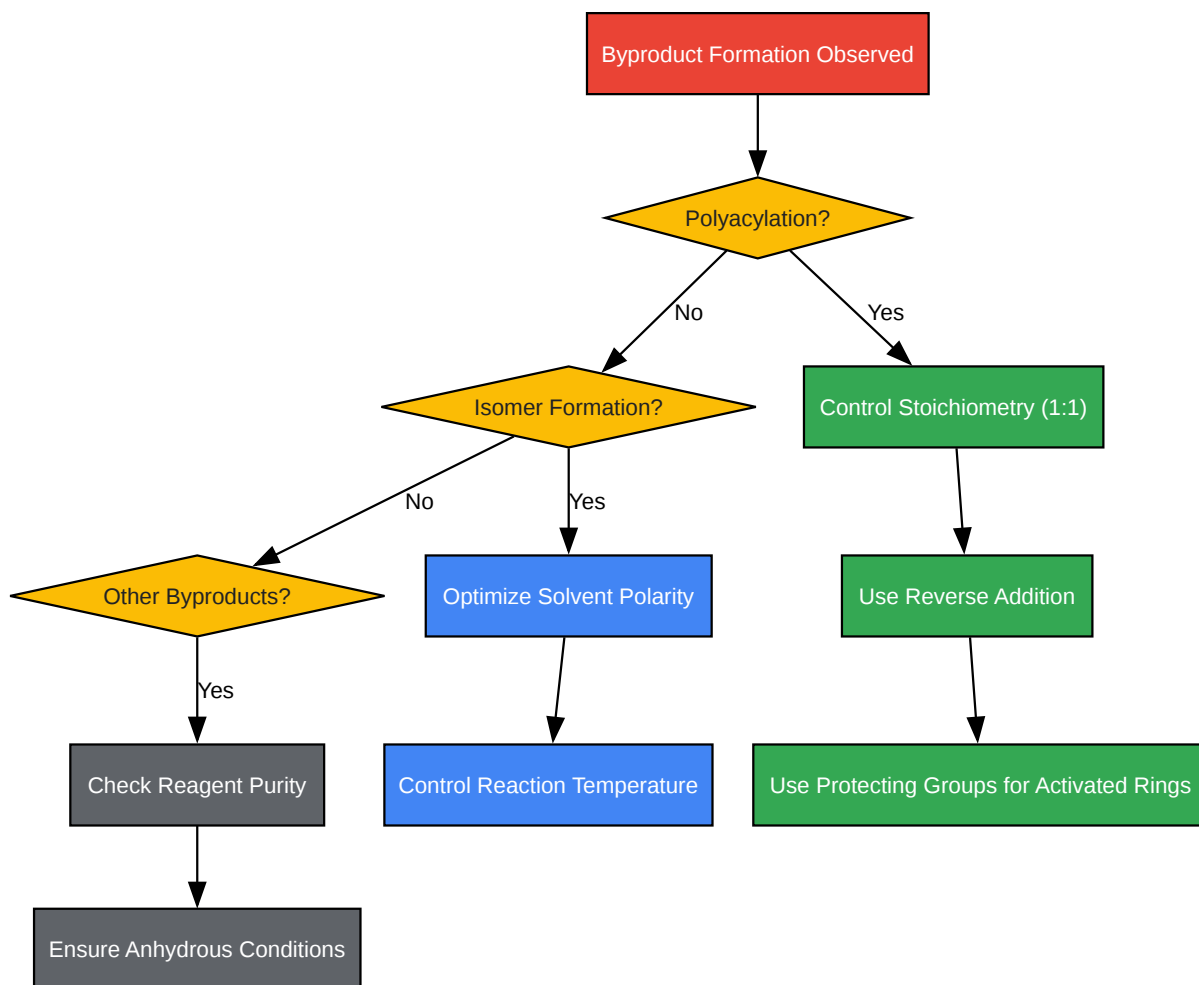 Byproduct Formation Observed
Polyacylation?
No
Yes
Isomer Formation?
Control Stoichiometry (1:1)
No
Yes
Other Byproducts?
Optimize Solvent Polarity
Use Reverse Addition
Yes
Check Reagent Purity
Control Reaction Temperature
Use Protecting Groups for Activated Rings
Ensure Anhydrous Conditions